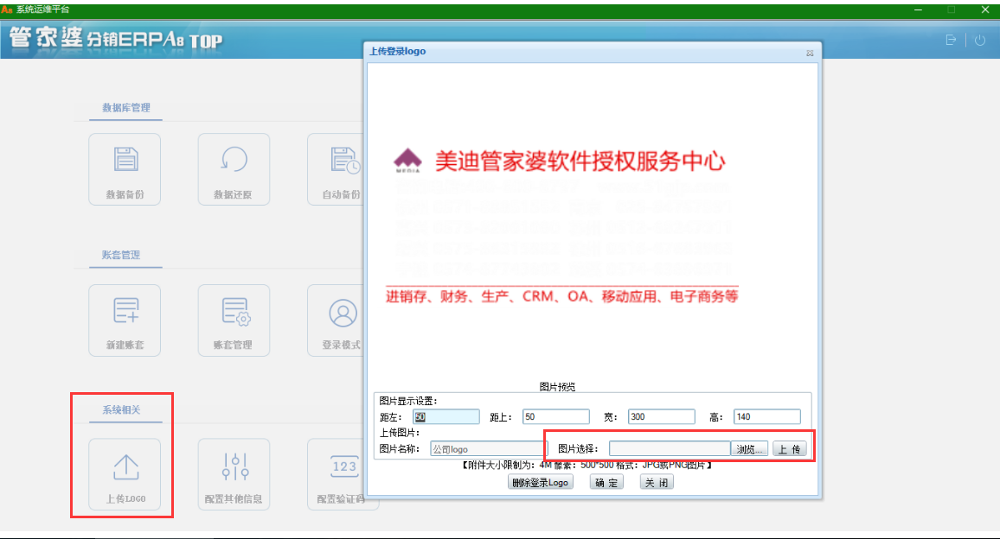 A8 系统运维平台
管家婆分销ERPA8 TOP
上传登录logo
数据库管理
数据备份
数据还原
自动备份
MEDIA
美迪管家婆软件授权服务中心
进销存、财务、生产、CRM、OA、移动应用、电子商务等
账套管理
新建账套
账套管理
登录模式
图片预览
图片显示设置：
距左： 50 距上： 50 宽： 300 高： 140
上传图片：
图片名称： 公司logo 图片选择： 浏览... 上 传
【附件大小限制为：4M 像素：500*500 格式：JPG或PNG图片】
删除登录Logo 确 定 关 闭
系统相关
上传LOGO
配置其他信息
123
配置验证码